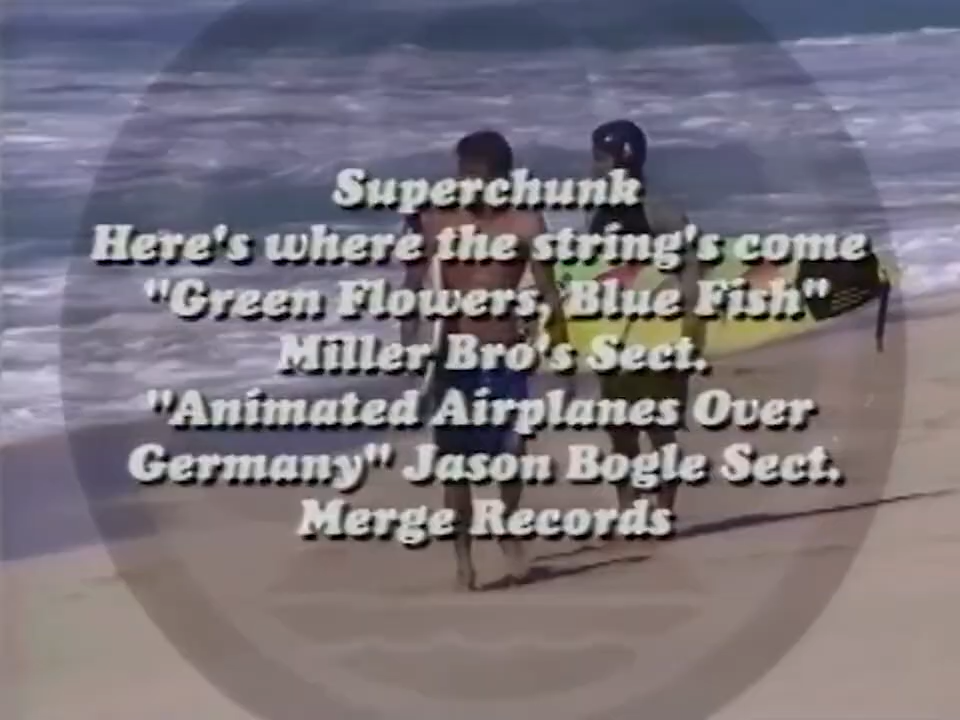 Superchunk
Here's where the string's come
"Green Flowers, Blue Fish"
Miller Bro's Sect.
"Animated Airplanes Over
Germany" Jason Bogle Sect.
Merge Records